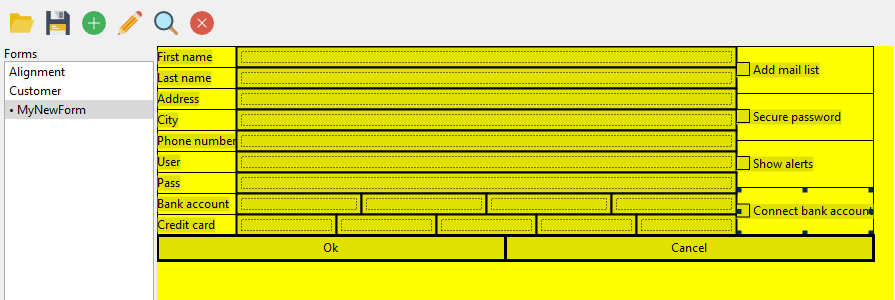 Forms
Alignment
Customer
• MyNewForm
First name
Last name
Address
City
Phone number
User
Pass
Bank account
Credit card
Add mail list
Secure password
Show alerts
Connect bank account
Ok
Cancel